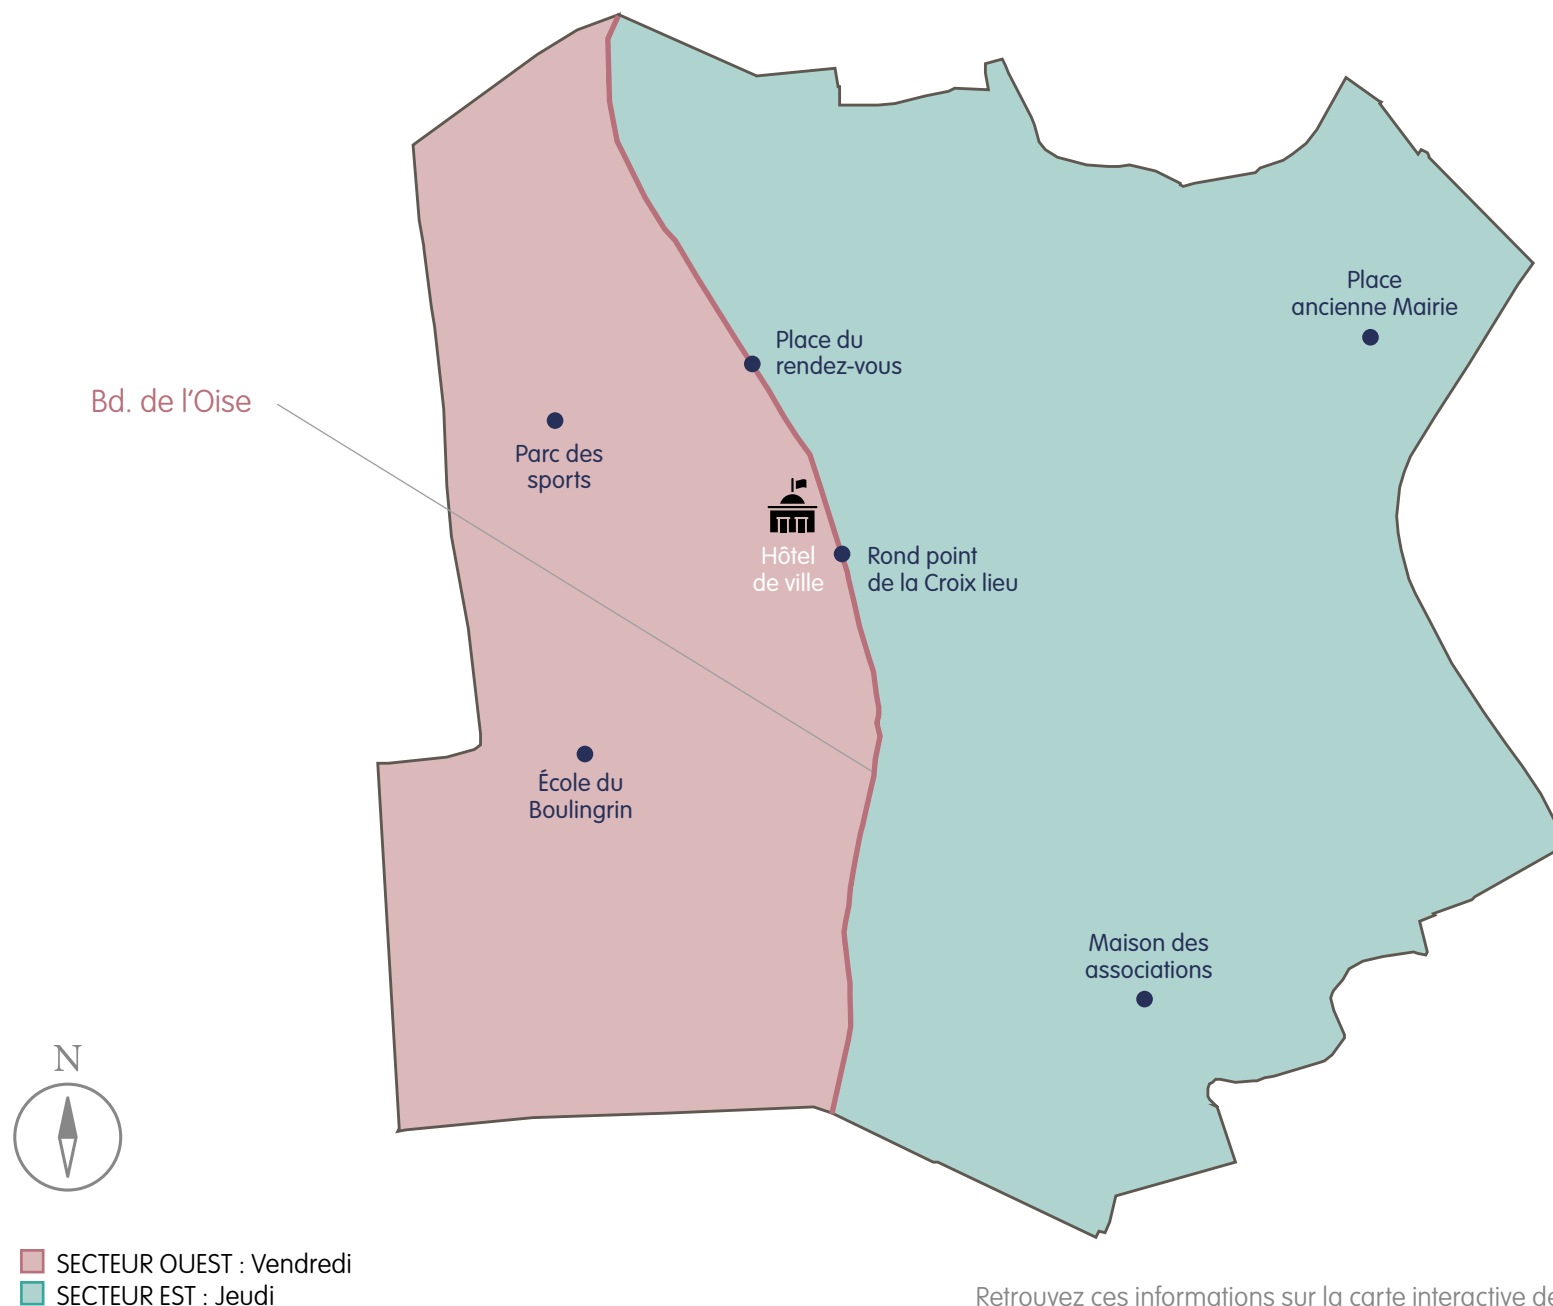 Place
ancienne Mairie
Place du
rendez-vous
Bd. de l'Oise
Parc des
sports
Hôtel
de ville
Rond point
de la Croix lieu
École du
Boulingrin
Maison des
associations
N
SECTEUR OUEST : Vendredi
SECTEUR EST : Jeudi
Retrouvez ces informations sur la carte interactive de